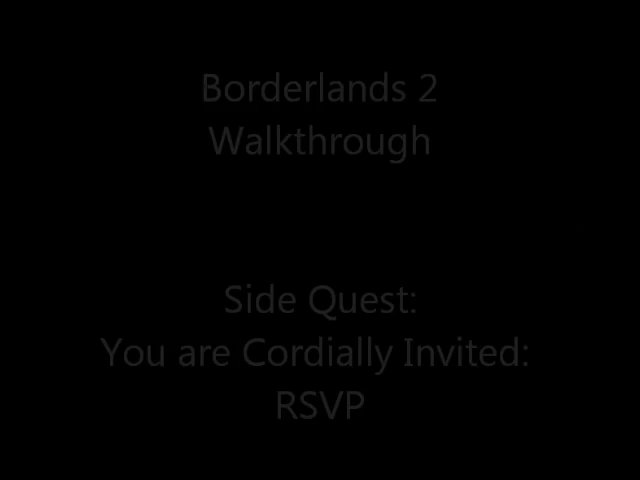 Borderlands 2
Walkthrough
Side Quest:
You are Cordially Invited:
RSVP